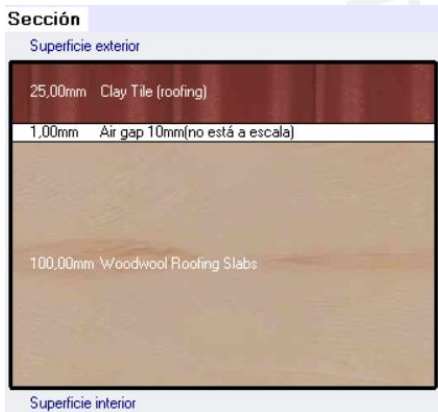 Sección
Superficie exterior
25,00mm Clay Tile (roofing)
1,00mm Air gap 10mm(no está a escala)
100,00mm Woodwool Roofing Slabs
Superficie interior